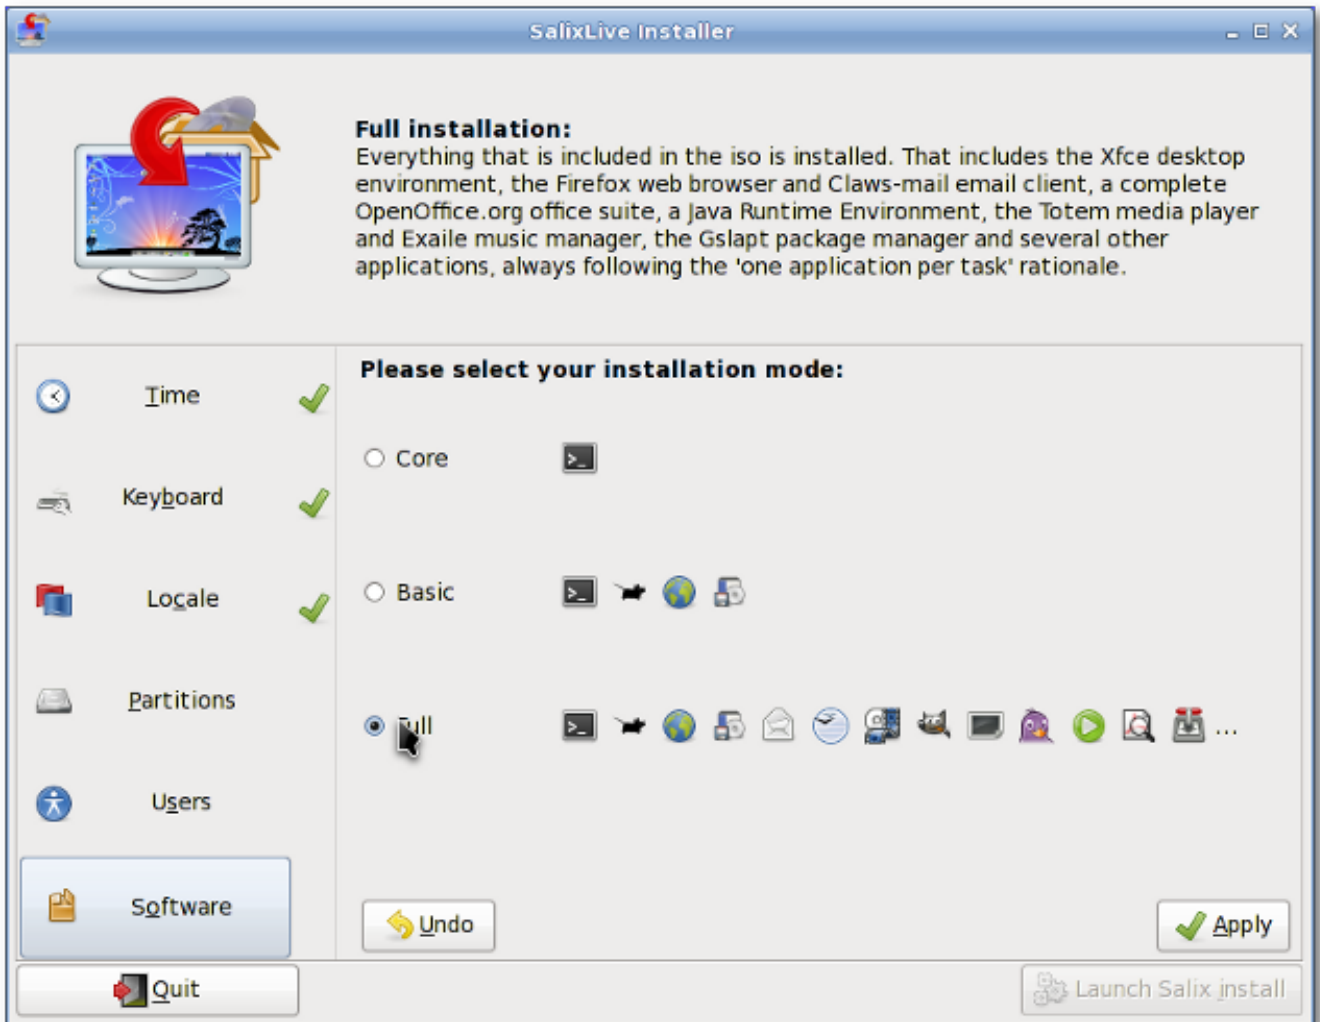 SalixLive Installer
Full installation:
Everything that is included in the iso is installed. That includes the Xfce desktop
environment, the Firefox web browser and Claws-mail email client, a complete
OpenOffice.org office suite, a Java Runtime Environment, the Totem media player
and Exaile music manager, the Gslapt package manager and several other
applications, always following the 'one application per task' rationale.
Please select your installation mode:
Time
Core
Keyboard
Locale
Basic
Partitions
Full
...
Users
Software
Undo
Apply
Quit
Launch Salix install